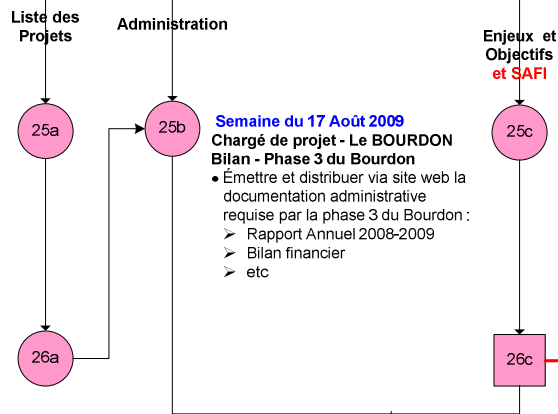 Liste des
Projets
Administration
Enjeux et
Objectifs
et SAFI
25a
25b
25c
Semaine du 17 Août 2009
Chargé de projet - Le BOURDON
Bilan - Phase 3 du Bourdon
• Émettre et distribuer via site web la
documentation administrative
requise par la phase 3 du Bourdon :
➢ Rapport Annuel 2008-2009
➢ Bilan financier
➢ etc
26a
26c